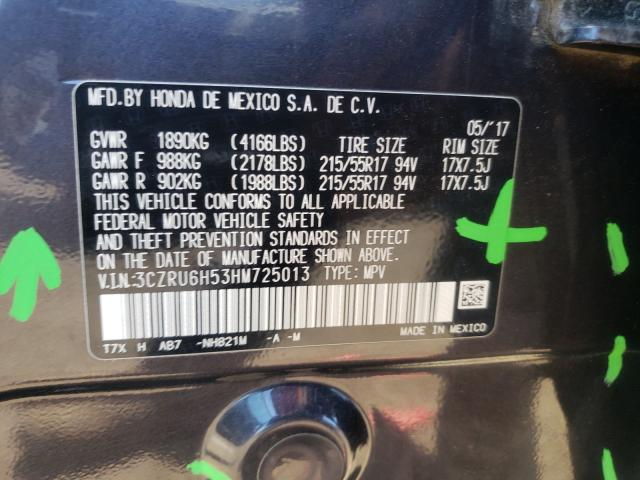 MFD.BY HONDA DE MEXICO S.A. DE C.V.
05/'17
GVWR 1890KG (4166LBS) TIRE SIZE RIM SIZE
GAWR F 988KG (2178LBS) 215/55R17 94V 17X7.5J
GAWR R 902KG (1988LBS) 215/55R17 94V 17X7.5J
THIS VEHICLE CONFORMS TO ALL APPLICABLE
FEDERAL MOTOR VEHICLE SAFETY
AND THEFT PREVENTION STANDARDS IN EFFECT
ON THE DATE OF MANUFACTURE SHOWN ABOVE.
V.I.N:3CZRU6H53HM725013 TYPE: MPV
T7X H AB7 -NH821M -A -M MADE IN MEXICO